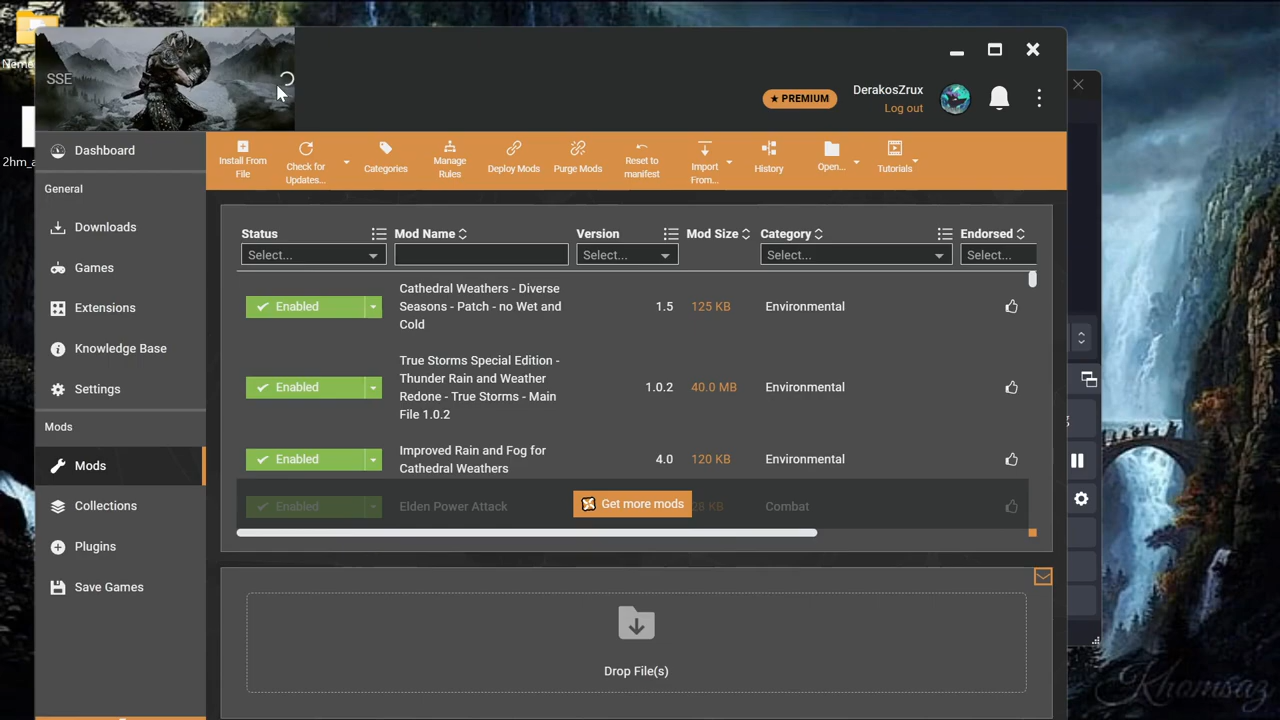 SSE
★ PREMIUM
DerakosZrux
Log out
Dashboard
General
Downloads
Games
Extensions
Knowledge Base
Settings
Mods
Mods
Collections
Plugins
Save Games
Install From
File
Check for
Updates...
Categories
Manage
Rules
Deploy Mods
Purge Mods
Reset to
manifest
Import
From...
History
Open...
Tutorials
Status
Mod Name
Version
Mod Size
Category
Endorsed
Select...
Select...
Select...
Select...
Enabled
Cathedral Weathers - Diverse
Seasons - Patch - no Wet and
Cold
1.5
125 KB
Environmental
Enabled
True Storms Special Edition -
Thunder Rain and Weather
Redone - True Storms - Main
File 1.0.2
1.0.2
40.0 MB
Environmental
Enabled
Improved Rain and Fog for
Cathedral Weathers
4.0
120 KB
Environmental
Enabled
Elden Power Attack
Get more mods
KB
Combat
Drop File(s)
Khomsaz